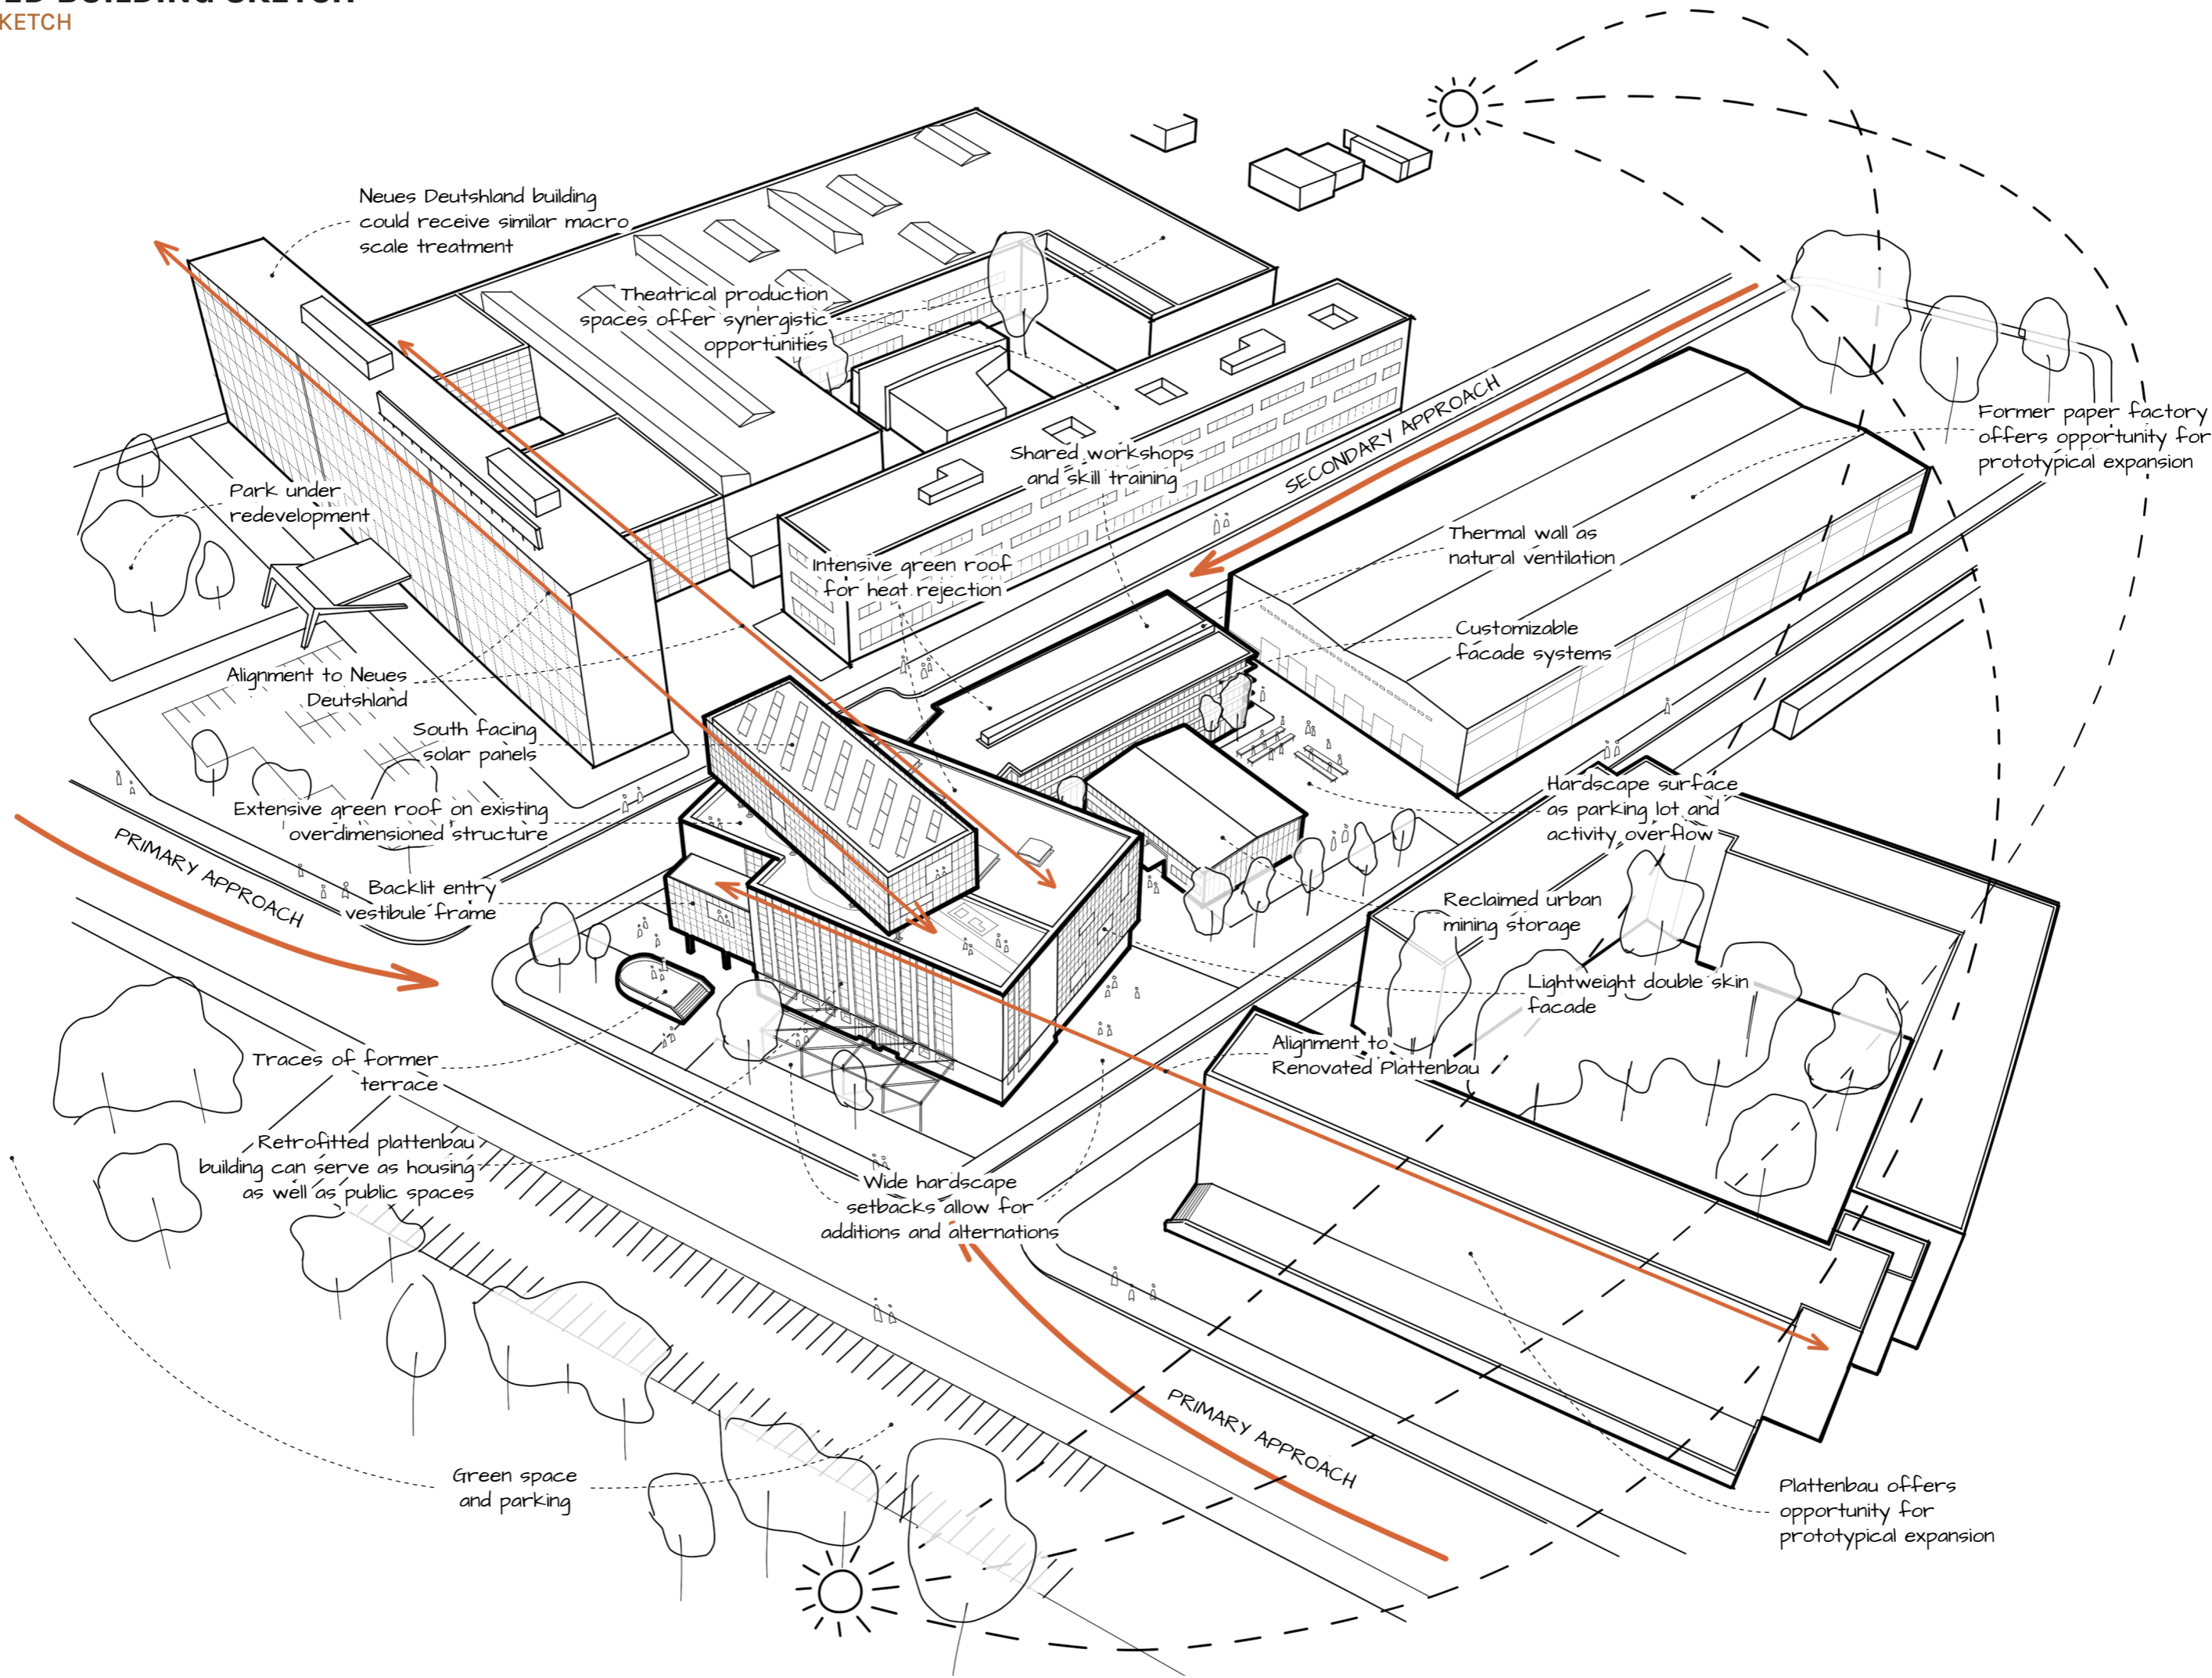 BUILDING SKETCH
KETCH
Neues Deutshland building
could receive similar macro
scale treatment
Theatrical production
spaces offer synergistic
opportunities
Former paper factory
offers opportunity for
prototypical expansion
SECONDARY APPROACH
Shared workshops
and skill training
Park under
redevelopment
Thermal wall as
natural ventilation
Intensive green roof
for heat rejection
Customizable
facade systems
Alignment to Neues
Deutshland
South facing
solar panels
Extensive green roof on existing
overdimensioned structure
Hardscape surface
as parking lot and
activity overflow
PRIMARY APPROACH
Backlit entry
vestibule frame
Reclaimed urban
mining storage
Lightweight double skin
facade
Alignment to
Renovated Plattenbau
Traces of former
terrace
Retrofitted plattenbau
building can serve as housing
as well as public spaces
Wide hardscape
setbacks allow for
additions and alternations
PRIMARY APPROACH
Green space
and parking
Plattenbau offers
opportunity for
prototypical expansion